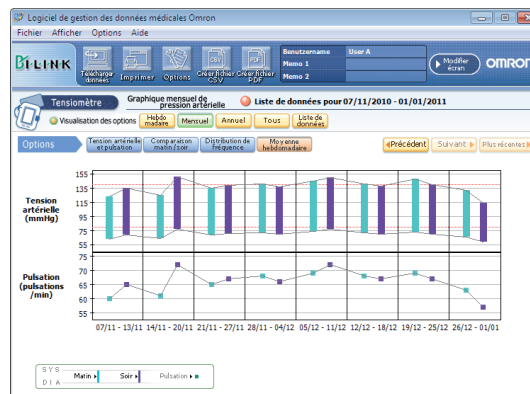 Logiciel de gestion des données médicales Omron
Fichier Afficher Options Aide
Bi-LINK
Télécharger données
Imprimer
Options
Créer fichier CSV
Créer fichier PDF
Benutzername User A
Memo 1
Memo 2
Modifier écran
OMRON
Tensiomètre
Graphique mensuel de pression artérielle
Liste de données pour 07/11/2010 - 01/01/2011
Visualisation des options
Hebdo madaire
Mensuel
Annuel
Tous
Liste de données
Options
Tension artérielle et pulsation
Comparaison matin/soir
Distribution de fréquence
Moyenne hebdomadaire
Précédent
Suivant
Plus récentes
Tension artérielle (mmHg)
155
135
115
95
75
55
Pulsation (pulsations /min)
75
70
65
60
55
07/11 - 13/11 14/11 - 20/11 21/11 - 27/11 28/11 - 04/12 05/12 - 11/12 12/12 - 18/12 19/12 - 25/12 26/12 - 01/01
SYS
Matin Soir Pulsation
DIA